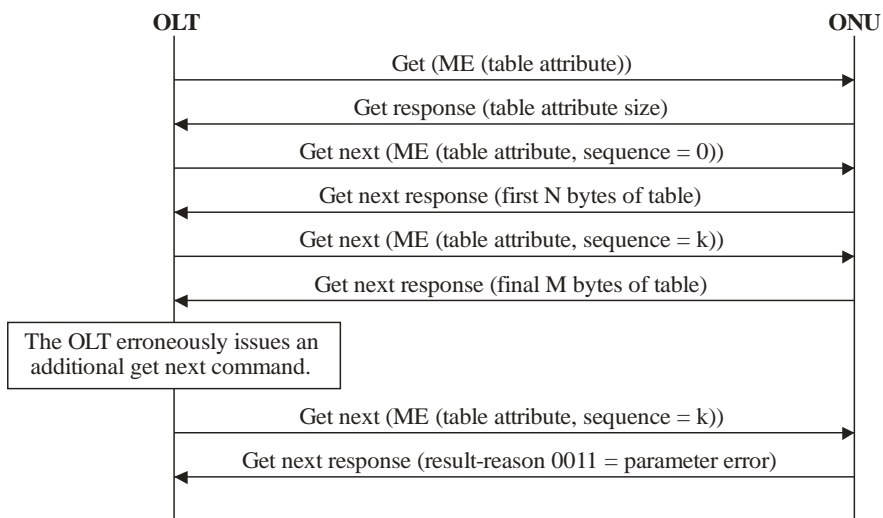 OLT
ONU
Get (ME (table attribute))
Get response (table attribute size)
Get next (ME (table attribute, sequence = 0))
Get next response (first N bytes of table)
Get next (ME (table attribute, sequence = k))
Get next response (final M bytes of table)
The OLT erroneously issues an
additional get next command.
Get next (ME (table attribute, sequence = k))
Get next response (result-reason 0011 = parameter error)